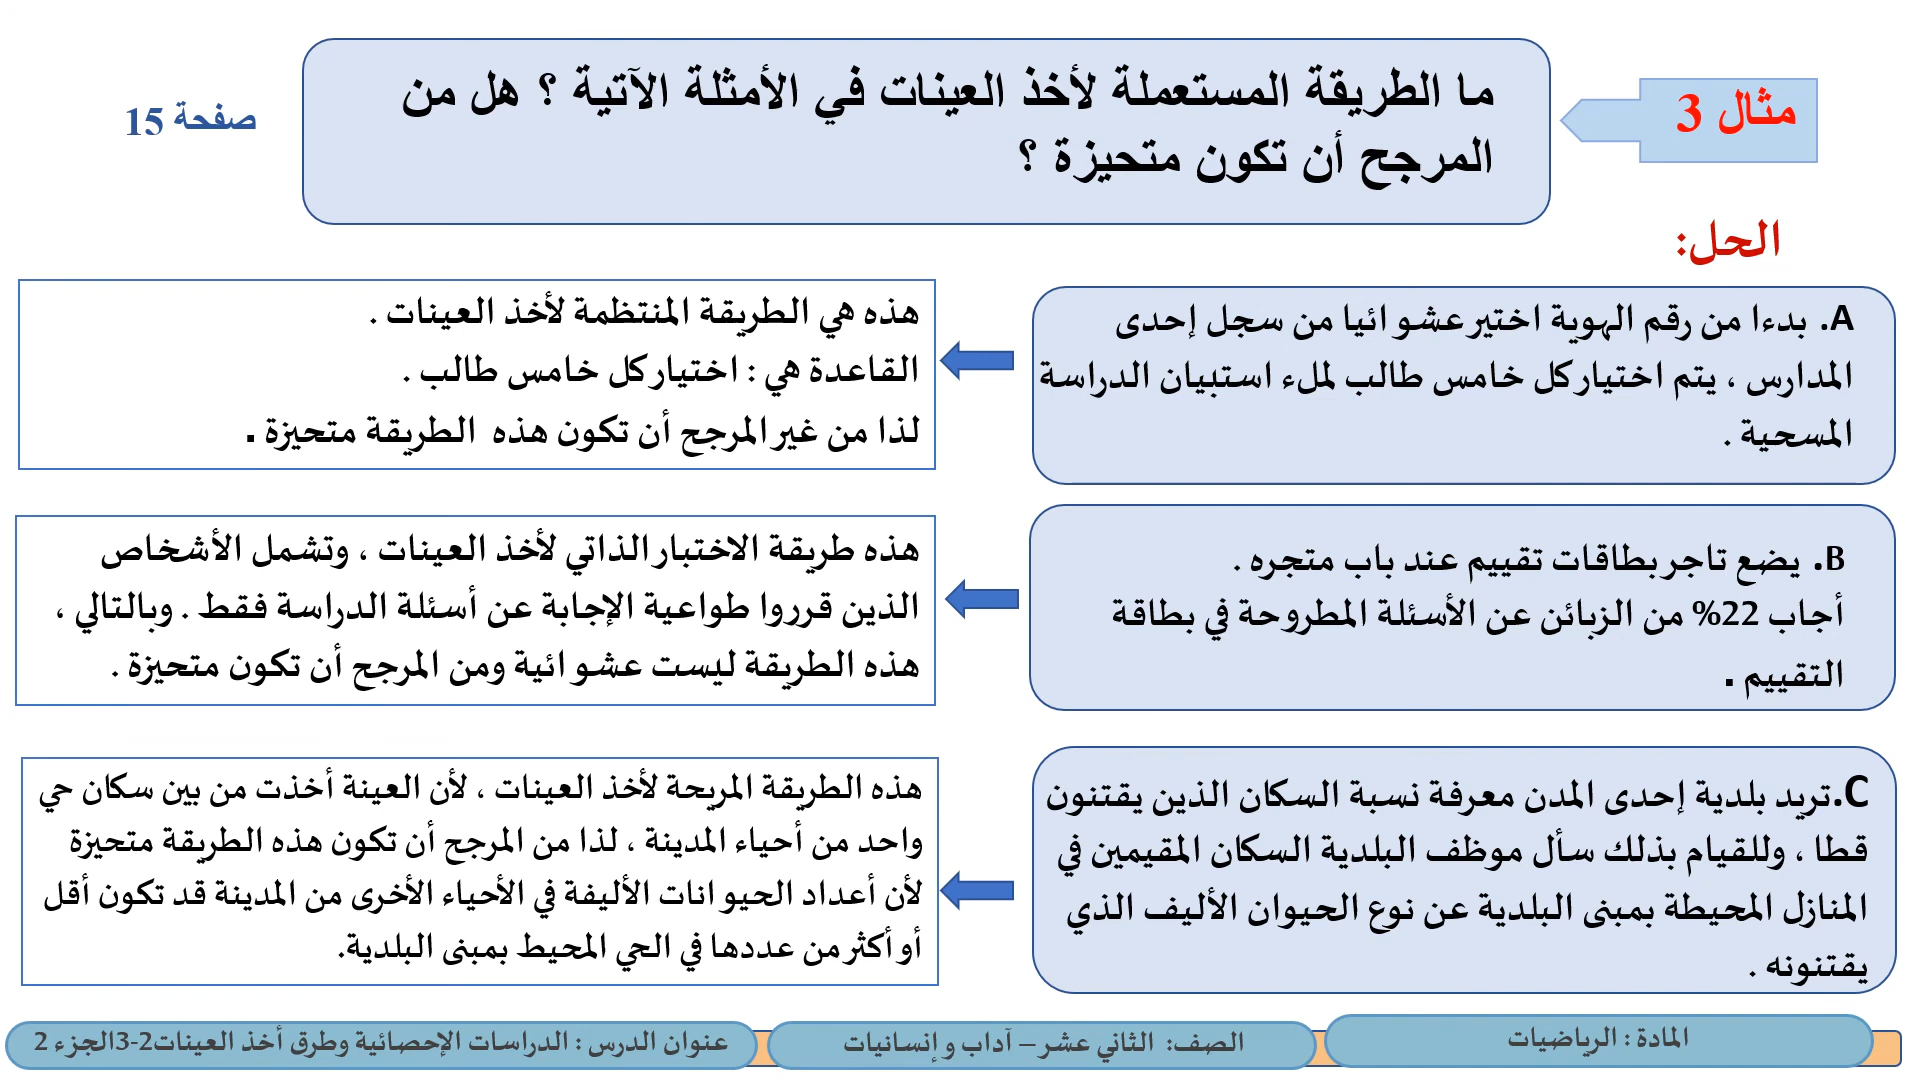 مثال 3
ما الطريقة المستعملة لأخذ العينات في الأمثلة الآتية ؟ هل من
المرجح أن تكون متحيزة ؟
صفحة 15
الحل:
A. بدءا من رقم الهوية اختير عشوائيا من سجل إحدى
المدارس ، يتم اختيار كل خامس طالب لملء استبيان الدراسة
المسحية .
هذه هي الطريقة المنتظمة لأخذ العينات .
القاعدة هي : اختيار كل خامس طالب .
لذا من غير المرجح أن تكون هذه الطريقة متحيزة .
B. يضع تاجر بطاقات تقييم عند باب متجره .
أجاب 22% من الزبائن عن الأسئلة المطروحة في بطاقة
التقييم .
هذه طريقة الاختبار الذاتي لأخذ العينات ، وتشمل الأشخاص
الذين قرروا طواعية الإجابة عن أسئلة الدراسة فقط . وبالتالي ،
هذه الطريقة ليست عشوائية ومن المرجح أن تكون متحيزة .
C.تريد بلدية إحدى المدن معرفة نسبة السكان الذين يقتنون
قطا ، وللقيام بذلك سأل موظف البلدية السكان المقيمين في
المنازل المحيطة بمبنى البلدية عن نوع الحيوان الأليف الذي
يقتنونه .
هذه الطريقة المريحة لأخذ العينات ، لأن العينة أخذت من بين سكان حي
واحد من أحياء المدينة ، لذا من المرجح أن تكون هذه الطريقة متحيزة
لأن أعداد الحيوانات الأليفة في الأحياء الأخرى من المدينة قد تكون أقل
أو أكثر من عددها في الحي المحيط بمبنى البلدية.
المادة : الرياضيات
الصف: الثاني عشر – آداب وإنسانيات
عنوان الدرس : الدراسات الإحصائية وطرق أخذ العينات2-3الجزء 2